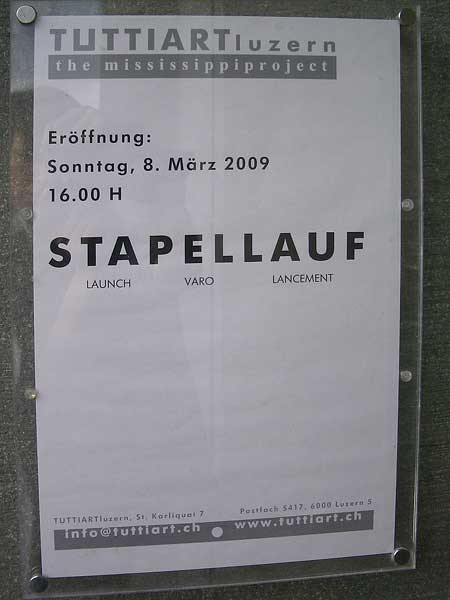 TUTTIARTluzern
the mississippiproject
Eröffnung:
Sonntag, 8. März 2009
16.00 H
STAPELLAUF
LAUNCH VARO LANCEMENT
TUTTIARTluzern, St. Karliquai 7 Postfach 5417, 6000 Luzern 5
info@tuttiart.ch www.tuttiart.ch